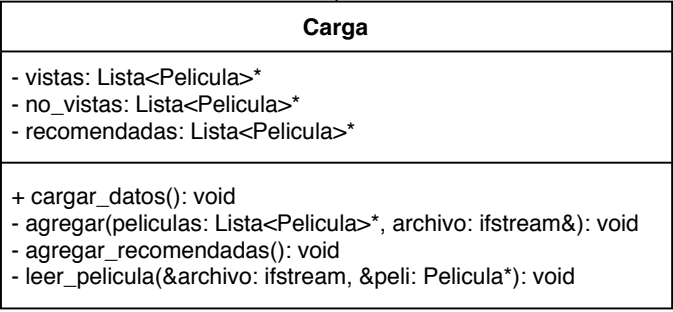 Carga
- vistas: Lista<Pelicula>*
- no_vistas: Lista<Pelicula>*
- recomendadas: Lista<Pelicula>*
+ cargar_datos(): void
- agregar(peliculas: Lista<Pelicula>*, archivo: ifstream&): void
- agregar_recomendadas(): void
- leer_pelicula(&archivo: ifstream, &peli: Pelicula*): void